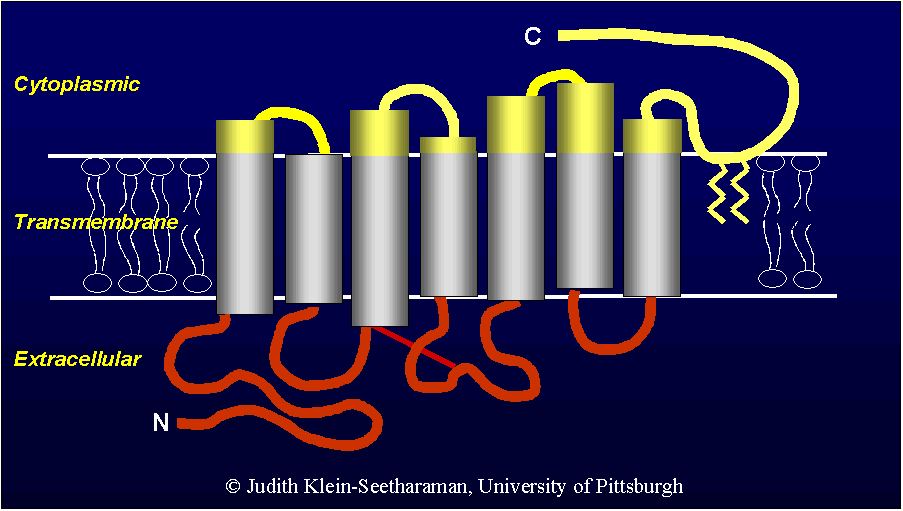 C
Cytoplasmic
Transmembrane
Extracellular
N
© Judith Klein-Seetharaman, University of Pittsburgh